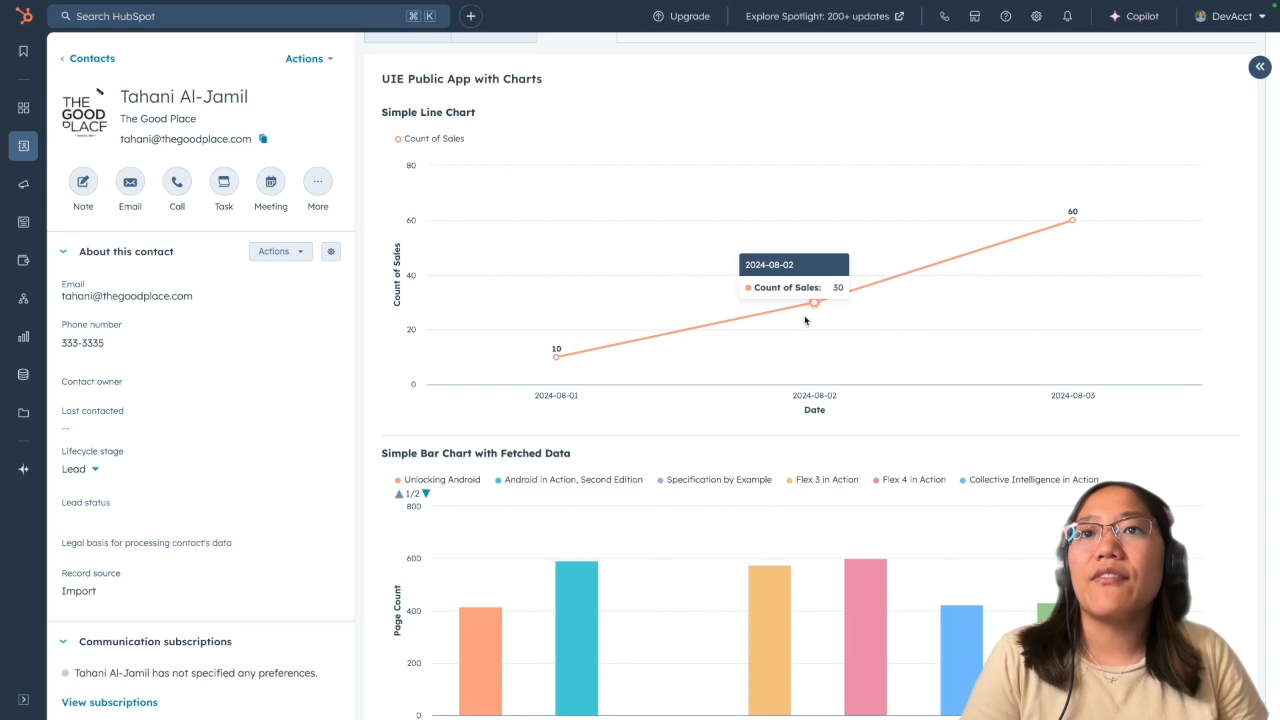 Search HubSpot
⌘ K
Upgrade
Explore Spotlight: 200+ updates
Copilot
DevAcct
Contacts
Actions
THE
GOOD
PLACE
Tahani Al-Jamil
The Good Place
tahani@thegoodplace.com
Note
Email
Call
Task
Meeting
More
About this contact
Actions
Email
tahani@thegoodplace.com
Phone number
333-3335
Contact owner
Last contacted
--
Lifecycle stage
Lead
Lead status
Legal basis for processing contact's data
Record source
Import
Communication subscriptions
Tahani Al-Jamil has not specified any preferences.
View subscriptions
UIE Public App with Charts
Simple Line Chart
Count of Sales
80
60
40
20
0
Count of Sales
10
60
2024-08-02
Count of Sales: 30
2024-08-01
2024-08-02
2024-08-03
Date
Simple Bar Chart with Fetched Data
Unlocking Android
Android in Action, Second Edition
Specification by Example
Flex 3 in Action
Flex 4 in Action
Collective Intelligence in Action
1/2
800
600
400
200
0
Page Count